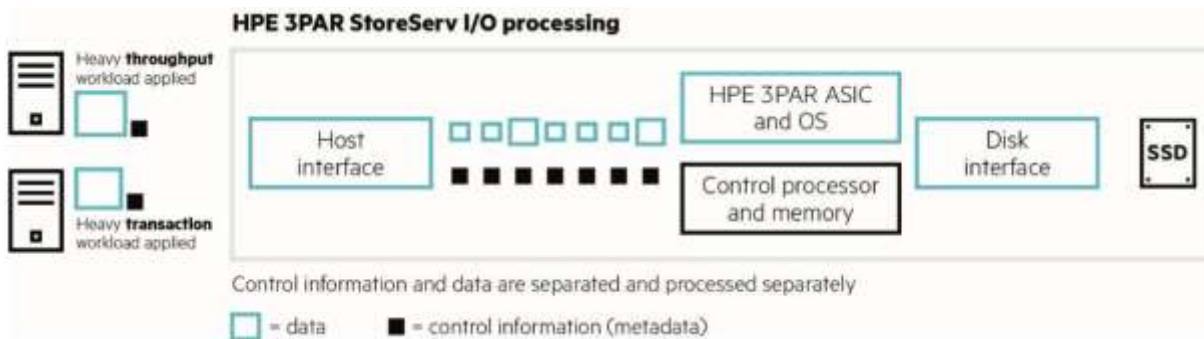 HPE 3PAR StoreServ I/O processing
Heavy throughput
workload applied
Heavy transaction
workload applied
Host
interface
HPE 3PAR ASIC
and OS
Control processor
and memory
Disk
interface
SSD
Control information and data are separated and processed separately
= data
= control information (metadata)